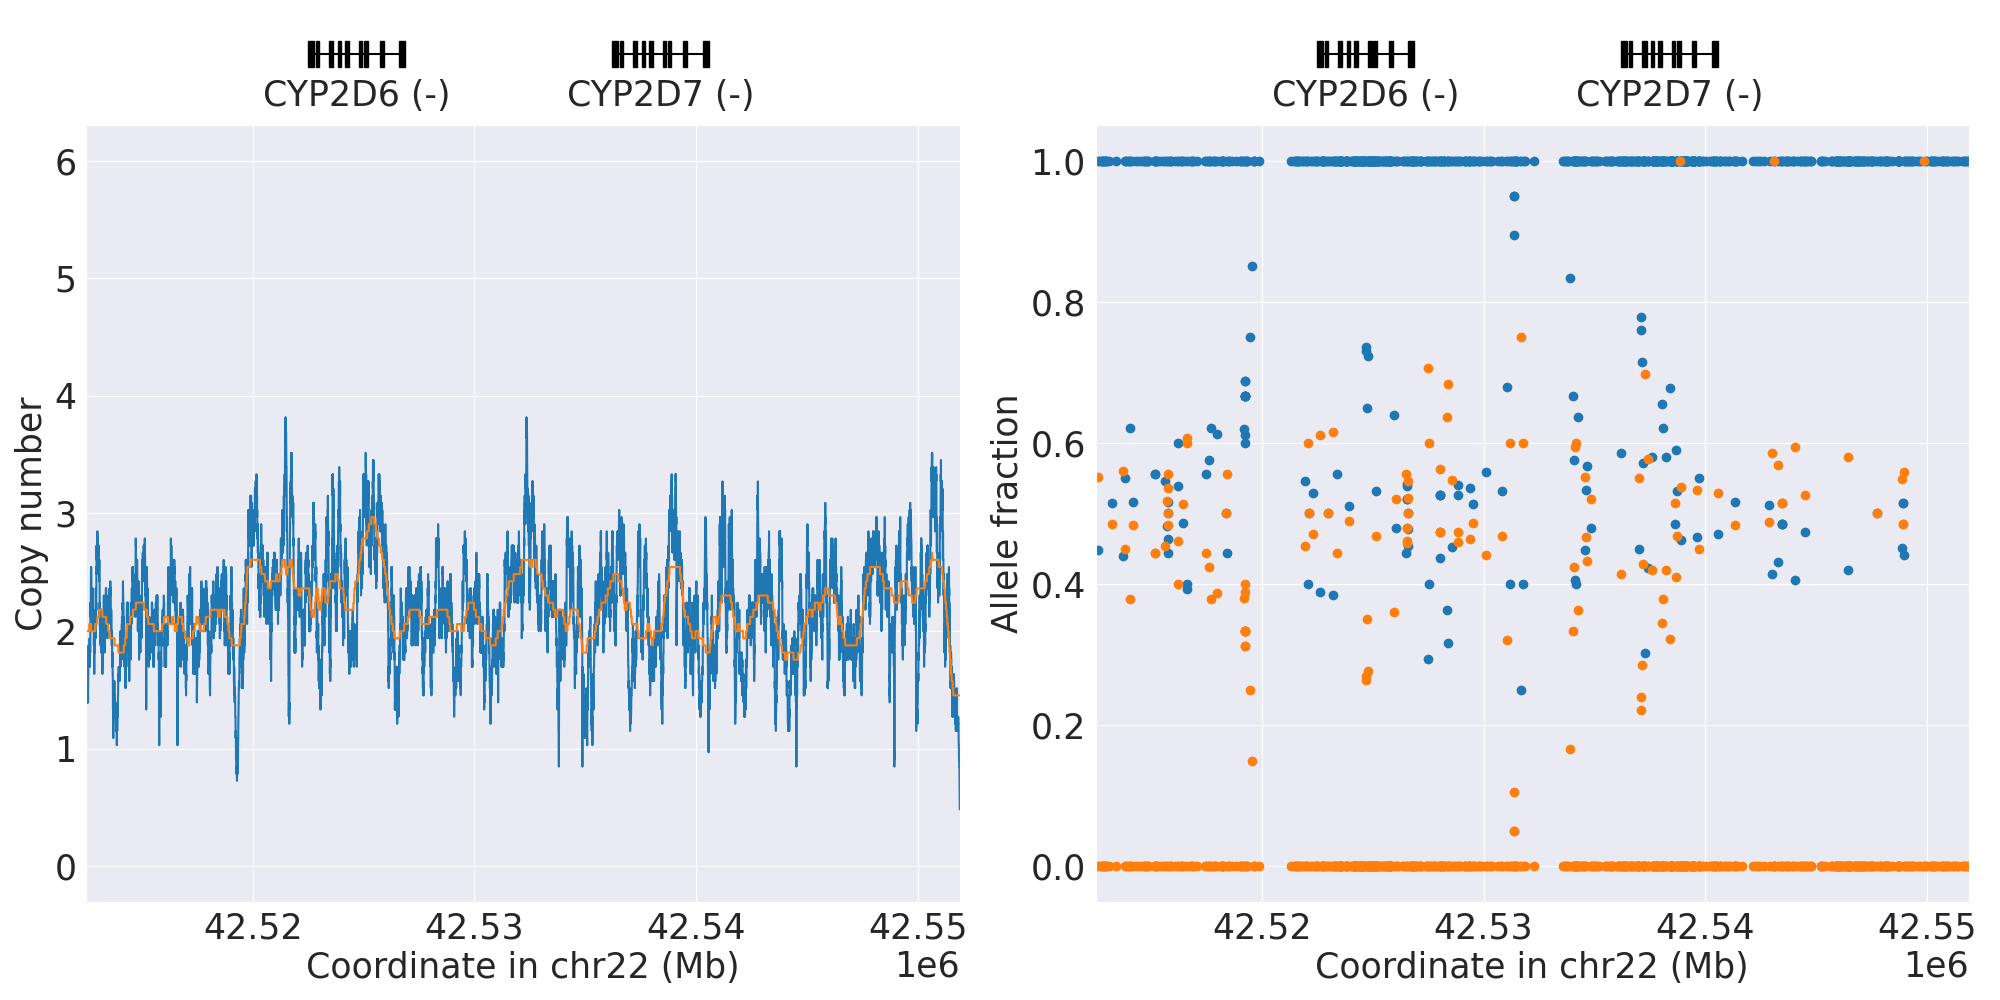 CYP2D6 (-)
CYP2D7 (-)
6
5
4
3
2
1
0
Copy number
42.52
42.53
42.54
42.55
Coordinate in chr22 (Mb)
1e6
CYP2D6 (-)
CYP2D7 (-)
1.0
0.8
0.6
0.4
0.2
0.0
Allele fraction
42.52
42.53
42.54
42.55
Coordinate in chr22 (Mb)
1e6